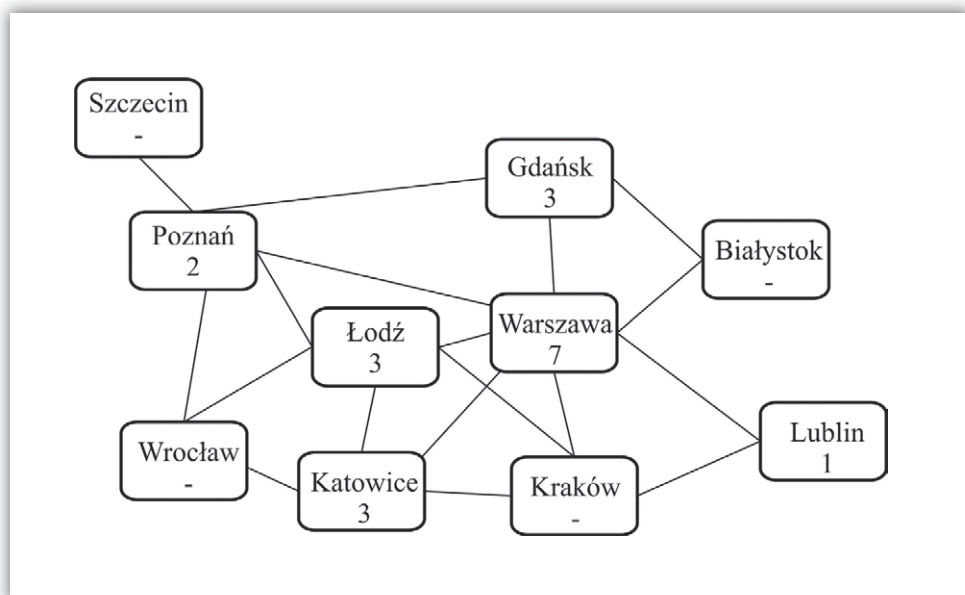 Szczecin
-
Gdańsk
3
Poznań
2
Białystok
-
Łodź
3
Warszawa
7
Wrocław
-
Katowice
3
Kraków
-
Lublin
1